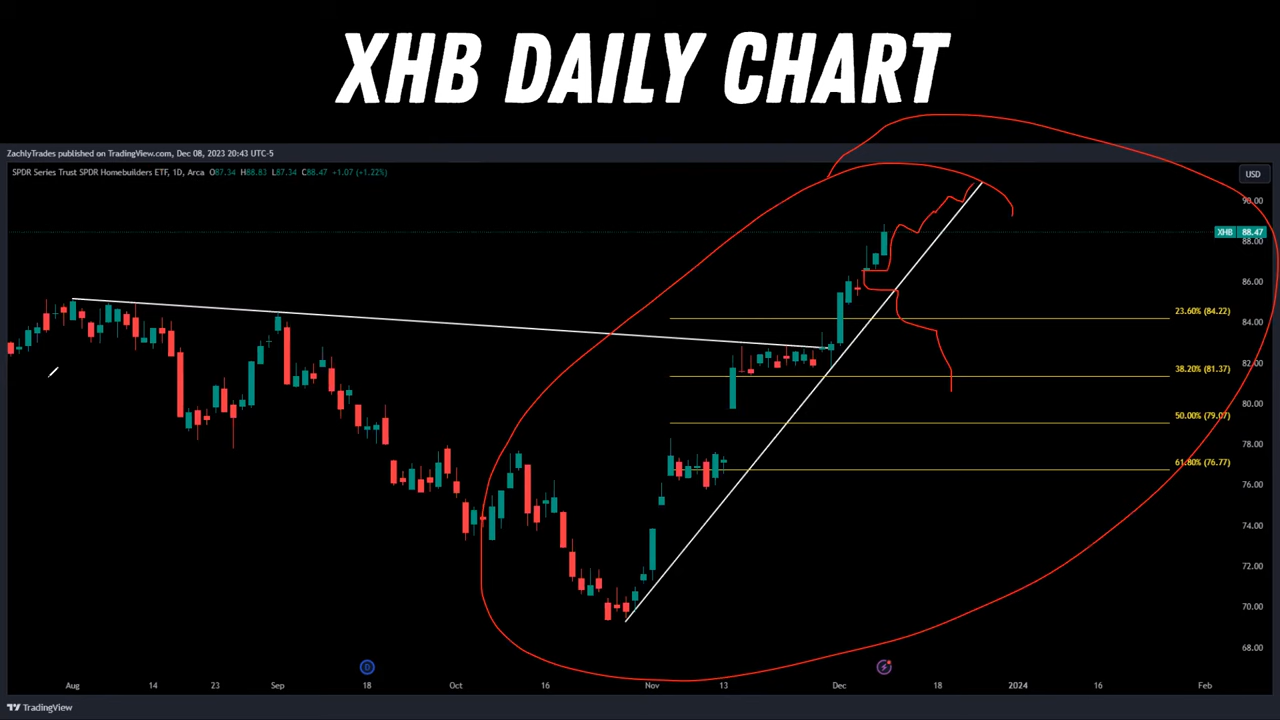 XHB DAILY CHART
ZachlyTrades published on TradingView.com, Dec 08, 2023 20:43 UTC-5
SPDR Series Trust SPDR Homebuilders ETF, 1D, Arca O87.34 H88.83 L87.34 C88.47 +1.07 (+1.22%)
USD
90.00
XHB 88.47
88.00
86.00
23.60% (84.22)
84.00
38.20% (81.37)
82.00
80.00
50.00% (79.07)
78.00
61.80% (76.77)
76.00
74.00
72.00
70.00
68.00
D
Aug 14 23 Sep 18 Oct 16 Nov 13 Dec 18 2024 16 Feb
TradingView